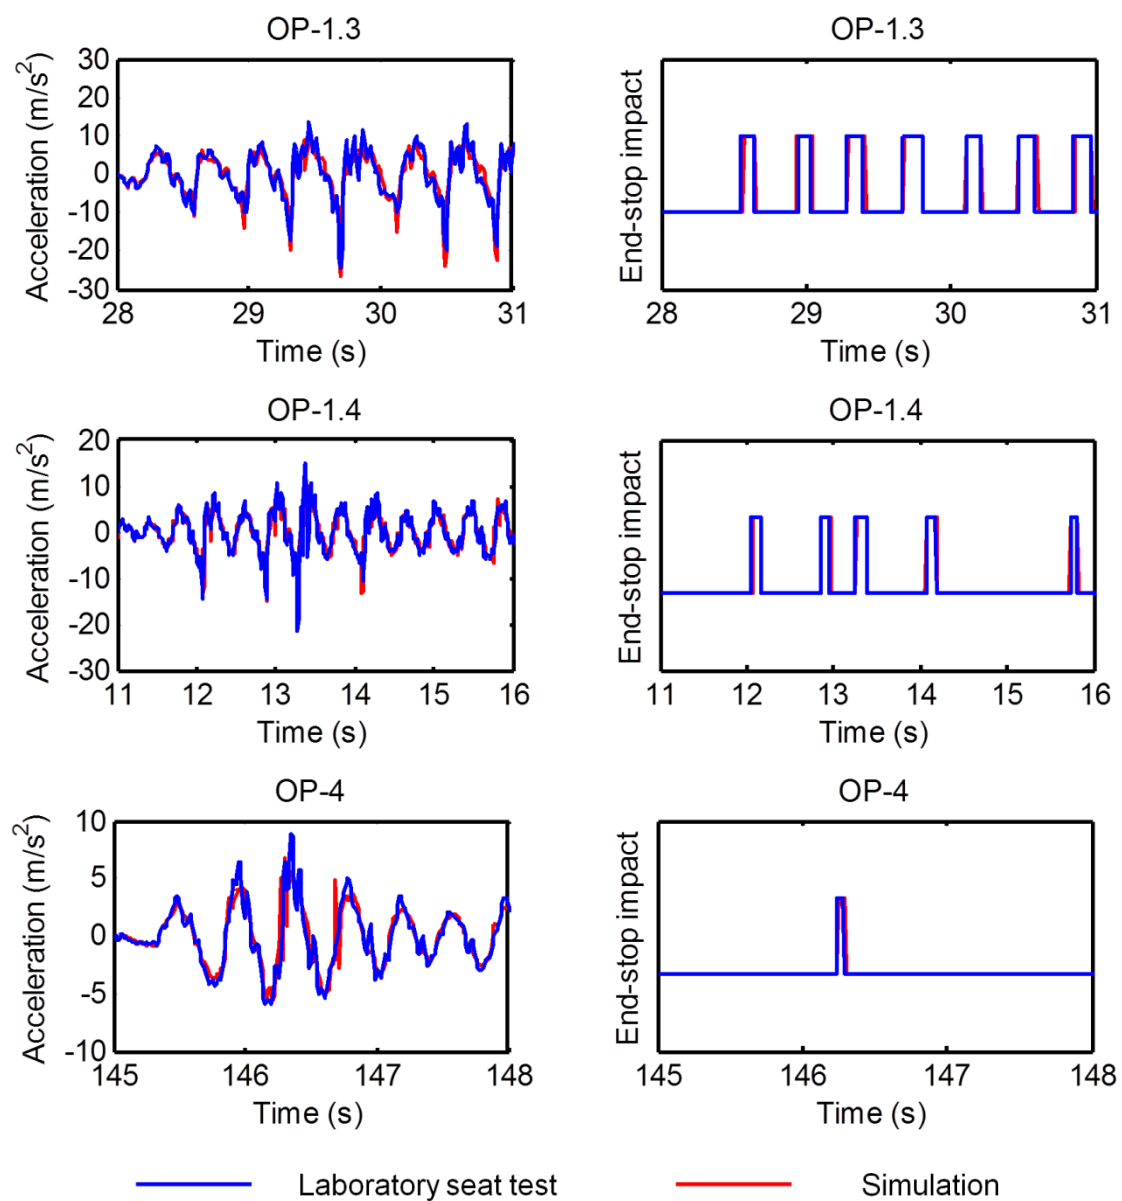 OP-1.3
Acceleration (m/s²)
30
20
10
0
-10
-20
-30
28 29 30 31
Time (s)
OP-1.3
End-stop impact
28 29 30 31
Time (s)
OP-1.4
Acceleration (m/s²)
20
10
0
-10
-20
-30
11 12 13 14 15 16
Time (s)
OP-1.4
End-stop impact
11 12 13 14 15 16
Time (s)
OP-4
Acceleration (m/s²)
10
5
0
-5
-10
145 146 147 148
Time (s)
OP-4
End-stop impact
145 146 147 148
Time (s)
Laboratory seat test
Simulation